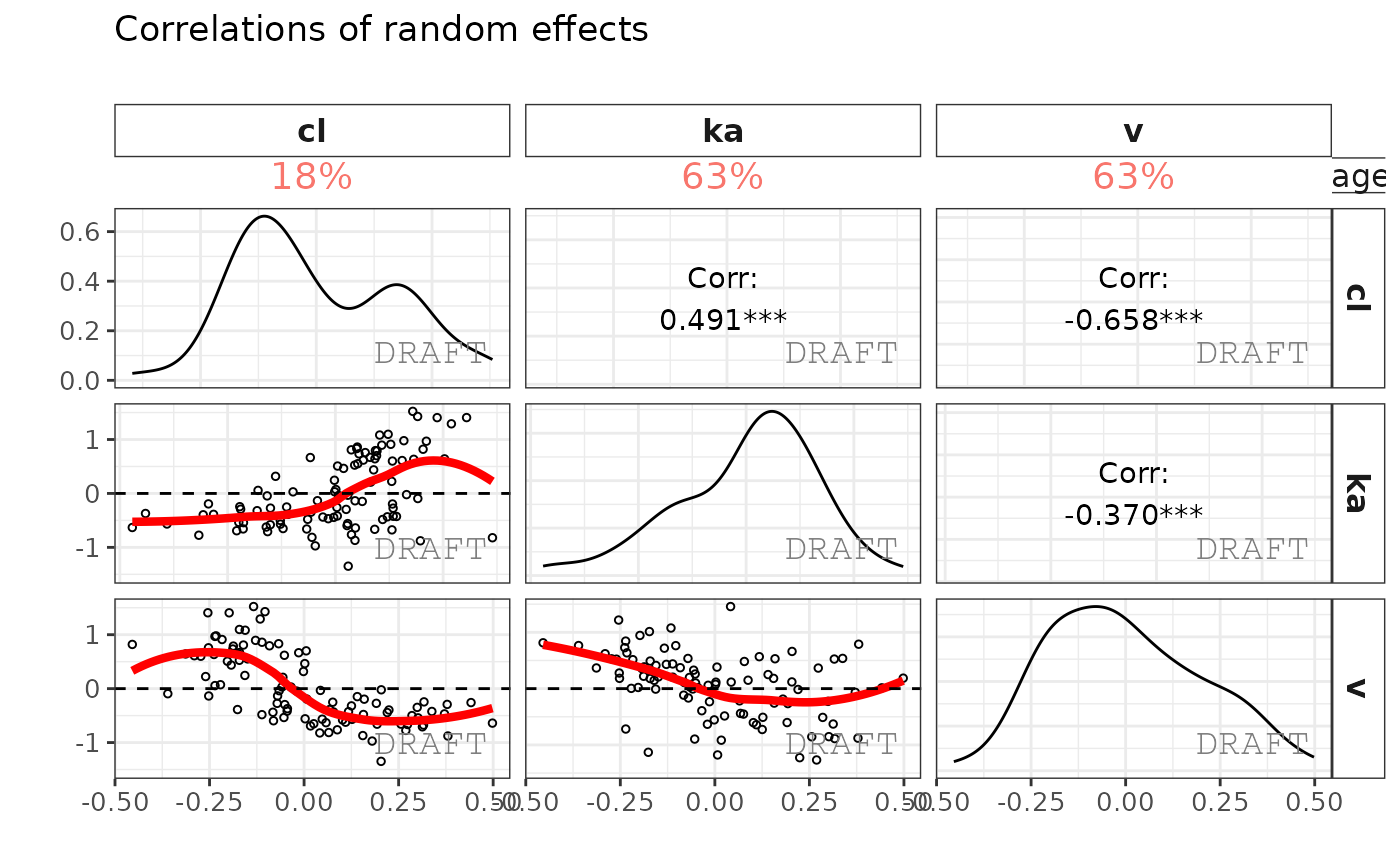 Correlations of random effects
cl ka v
18% 63% 63% age
0.6
0.4
0.2
0.0
DRAFT
Corr:
0.491***
DRAFT
Corr:
-0.658***
DRAFT
cl
1
0
-1
DRAFT
DRAFT
Corr:
-0.370***
DRAFT
ka
1
0
-1
DRAFT
DRAFT
DRAFT
v
-0.50 -0.25 0.00 0.25 0.50 -0.50 -0.25 0.00 0.25 0.50 -0.50 -0.25 0.00 0.25 0.50